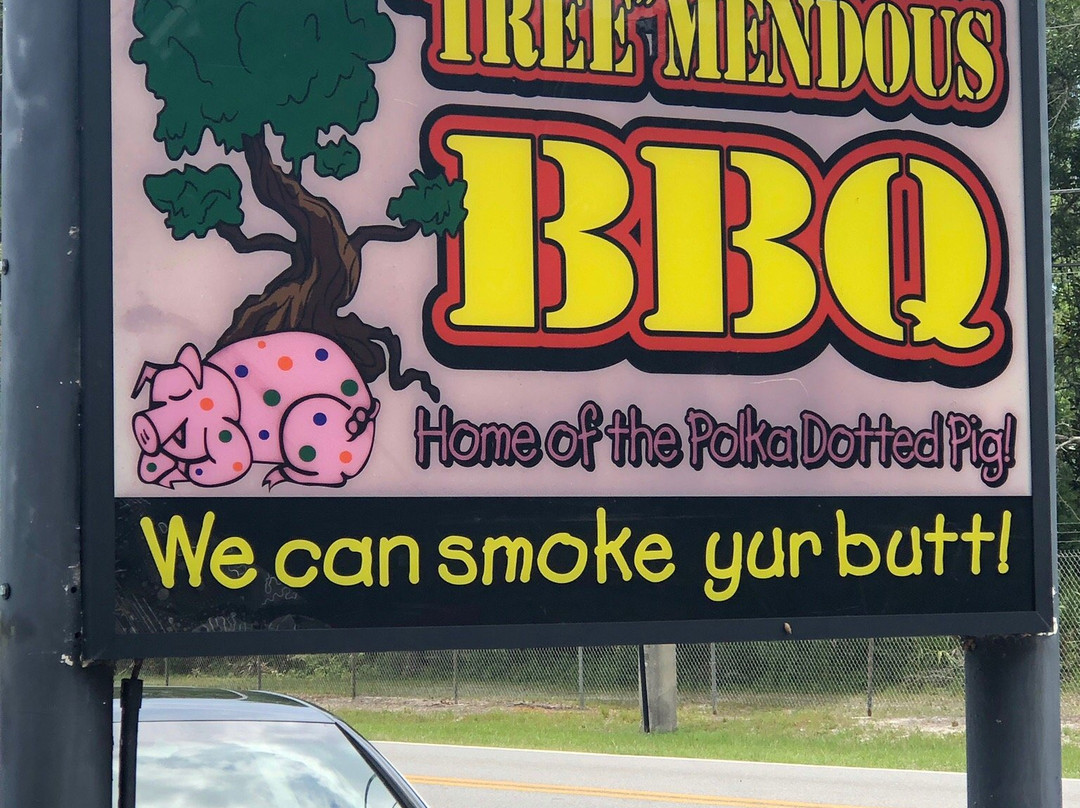 TREE"MENDOUS
BBQ
Home of the Polka Dotted Pig!
We can smoke yur butt!